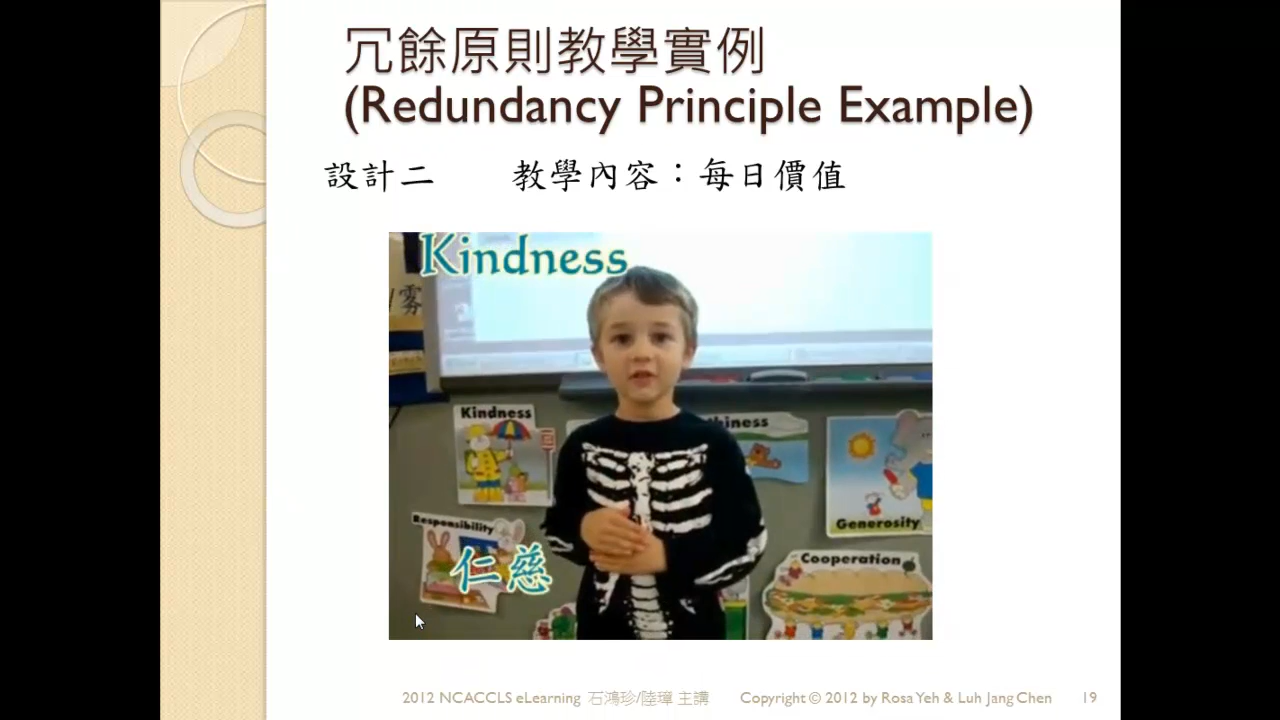 冗餘原則教學實例
(Redundancy Principle Example)
設計二 教學內容：每日價值
Kindness
霧
Kindness
Responsibility
Generosity
Cooperation
仁慈
2012 NCACCLS eLearning 石鴻珍/陸璋 主講 Copyright © 2012 by Rosa Yeh & Luh Jang Chen 19